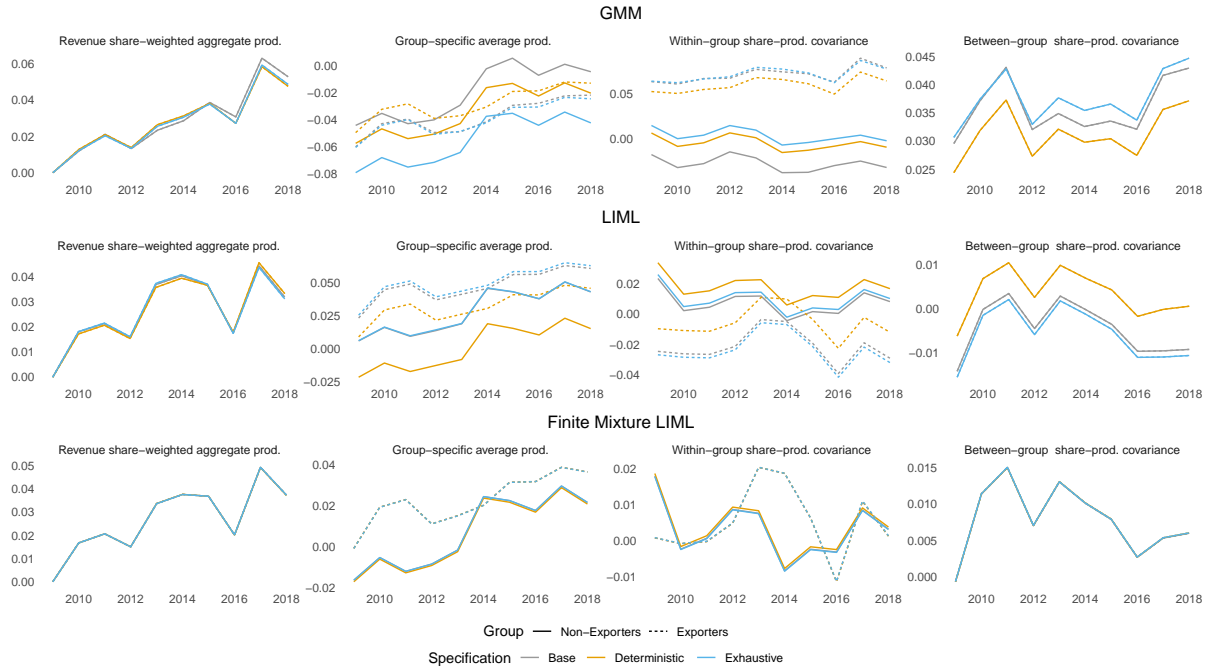 GMM
Revenue share−weighted aggregate prod.
Group−specific average prod.
Within−group share−prod. covariance
Between−group  share−prod. covariance
0.06
0.04
0.02
0.00
2010 2012 2014 2016 2018
0.00
−0.02
−0.04
−0.06
−0.08
2010 2012 2014 2016 2018
0.05
0.00
2010 2012 2014 2016 2018
0.045
0.040
0.035
0.030
0.025
2010 2012 2014 2016 2018
LIML
Revenue share−weighted aggregate prod.
Group−specific average prod.
Within−group share−prod. covariance
Between−group  share−prod. covariance
0.04
0.03
0.02
0.01
0.00
2010 2012 2014 2016 2018
0.050
0.025
0.000
−0.025
2010 2012 2014 2016 2018
0.02
0.00
−0.02
−0.04
2010 2012 2014 2016 2018
0.01
0.00
−0.01
2010 2012 2014 2016 2018
Finite Mixture LIML
Revenue share−weighted aggregate prod.
Group−specific average prod.
Within−group share−prod. covariance
Between−group  share−prod. covariance
0.05
0.04
0.03
0.02
0.01
0.00
2010 2012 2014 2016 2018
0.04
0.02
0.00
−0.02
2010 2012 2014 2016 2018
0.02
0.01
0.00
−0.01
2010 2012 2014 2016 2018
0.015
0.010
0.005
0.000
2010 2012 2014 2016 2018
Group Non−Exporters Exporters
Specification Base Deterministic Exhaustive